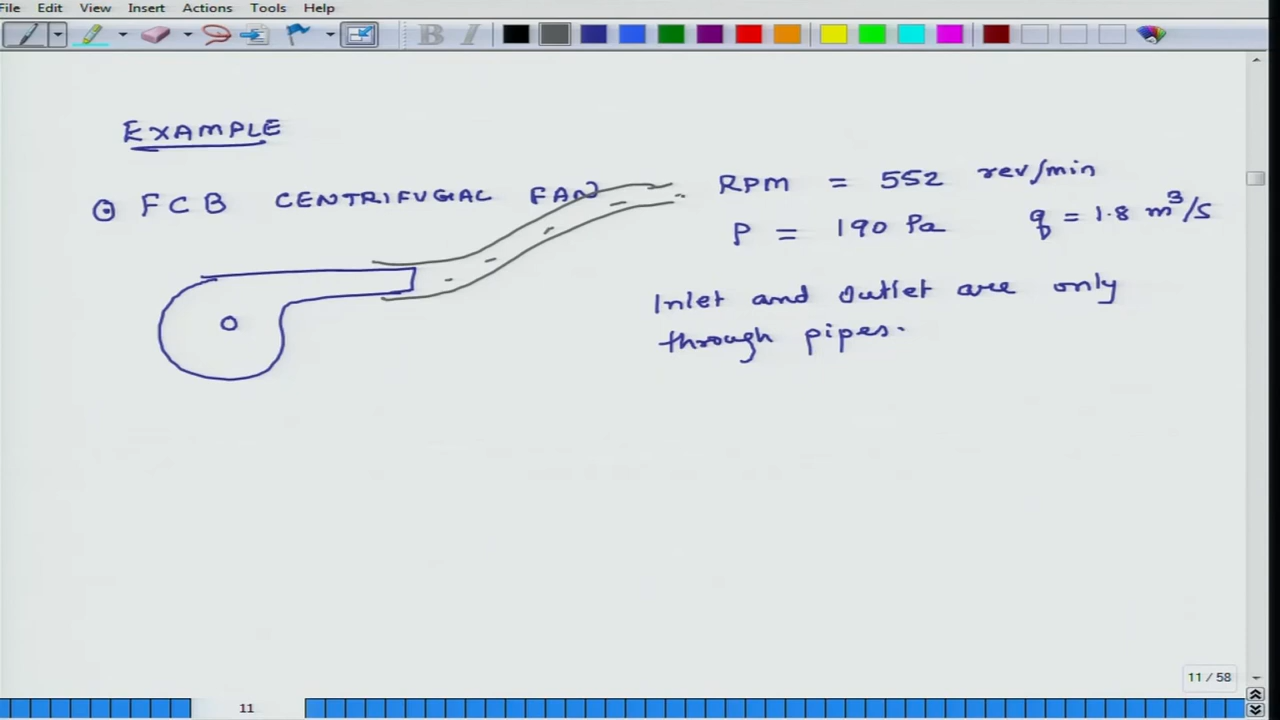 File Edit View Insert Actions Tools Help
B I
EXAMPLE
FCB CENTRIFUGAL FAN
RPM = 552 rev/min
P = 190 Pa q = 1.8 m³/s
Inlet and Outlet are only
through pipes.
11 / 58
11